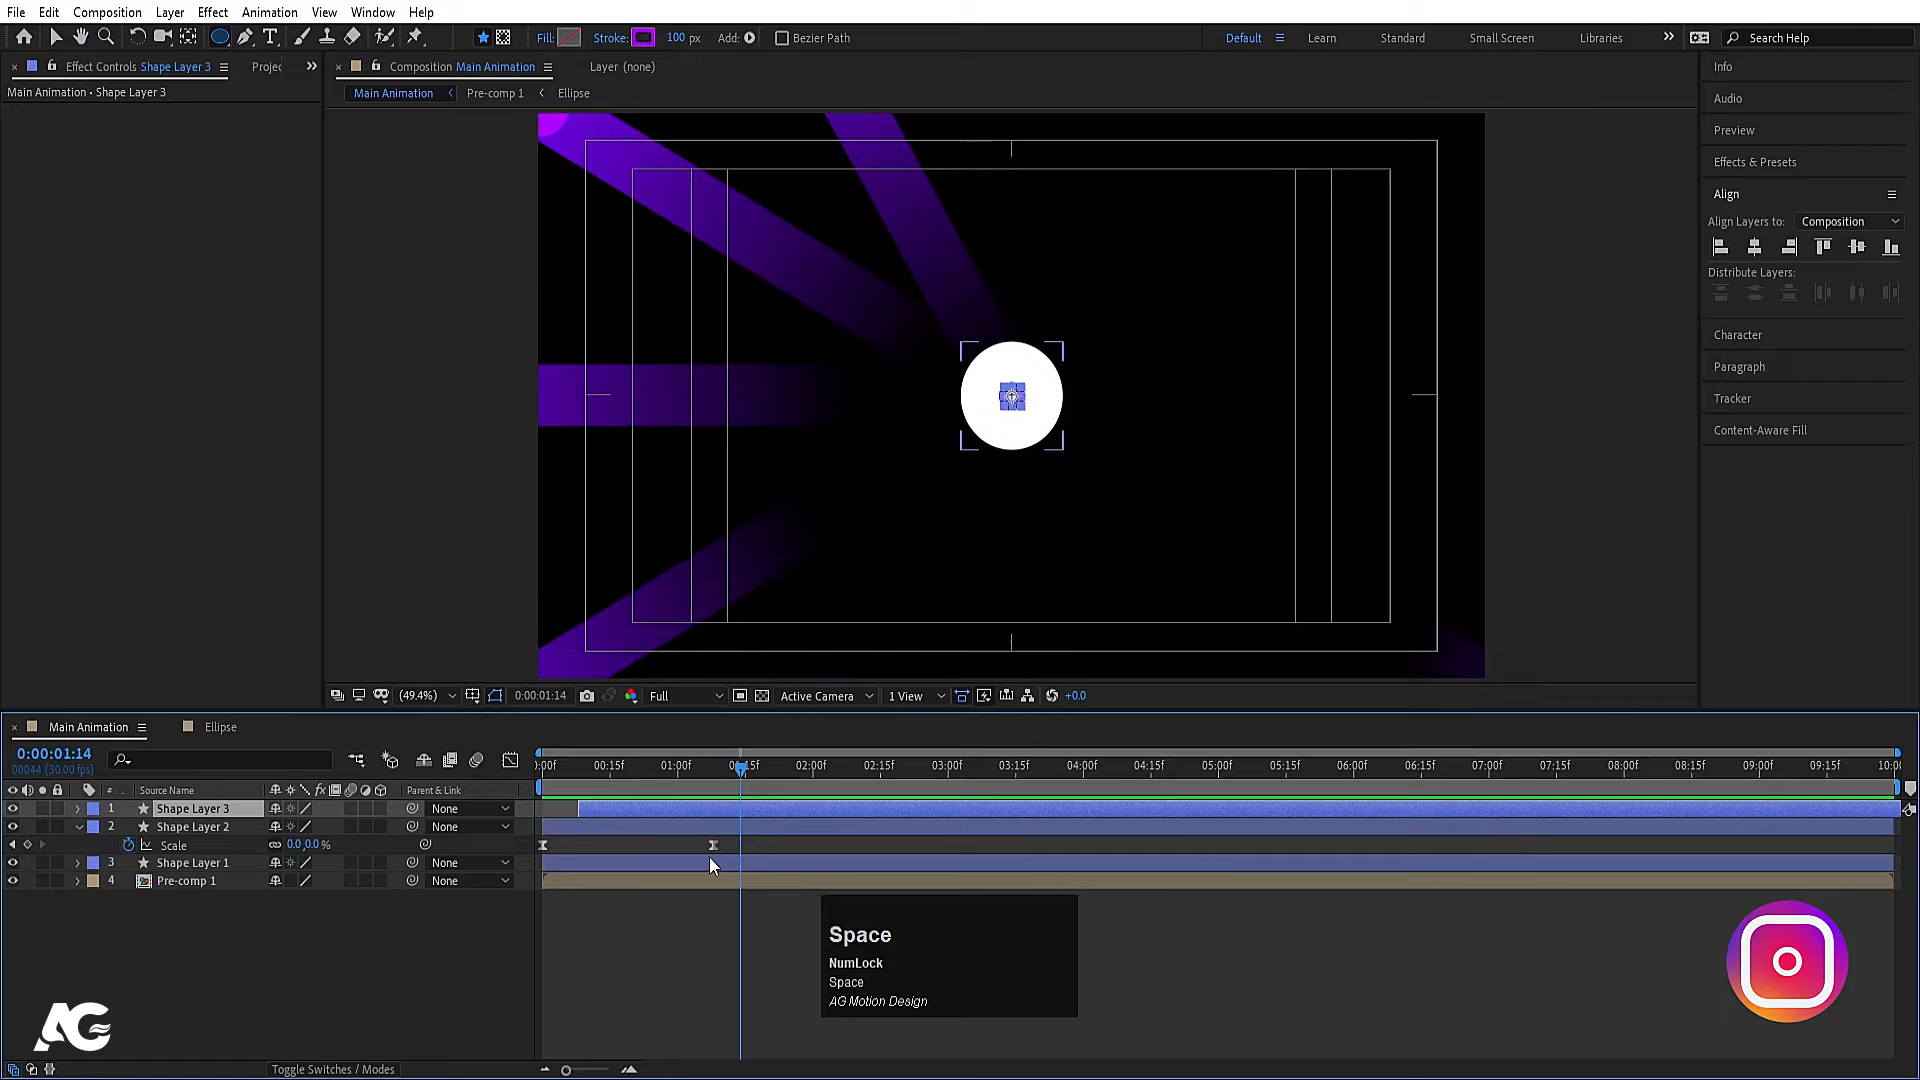 File Edit Composition Layer Effect Animation View Window Help
Fill: Stroke: 100 px Add: Bezier Path Default Learn Standard Small Screen Libraries Search Help
Effect Controls Shape Layer 3 Projec Composition Main Animation Layer (none) Info
Main Animation • Shape Layer 3 Main Animation Pre-comp 1 Ellipse
Audio
Preview
Effects & Presets
Align
Align Layers to: Composition
Distribute Layers:
Character
Paragraph
Tracker
Content-Aware Fill
(49.4%) 0:00:01:14 Full Active Camera 1 View +0.0
Main Animation Ellipse
0:00:01:14
00044 (30.00 fps)
:00f 00:15f 01:00f 02:00f 02:15f 03:00f 03:15f 04:00f 04:15f 05:00f 05:15f 06:00f 06:15f 07:00f 07:15f 08:00f 08:15f 09:00f 09:15f 10:00
# Source Name fx Parent & Link
1 Shape Layer 3 None
2 Shape Layer 2 None
Scale 0.0,0.0 %
3 Shape Layer 1 None
4 Pre-comp 1 None
Space
NumLock
Space
AG Motion Design
AG
Toggle Switches / Modes